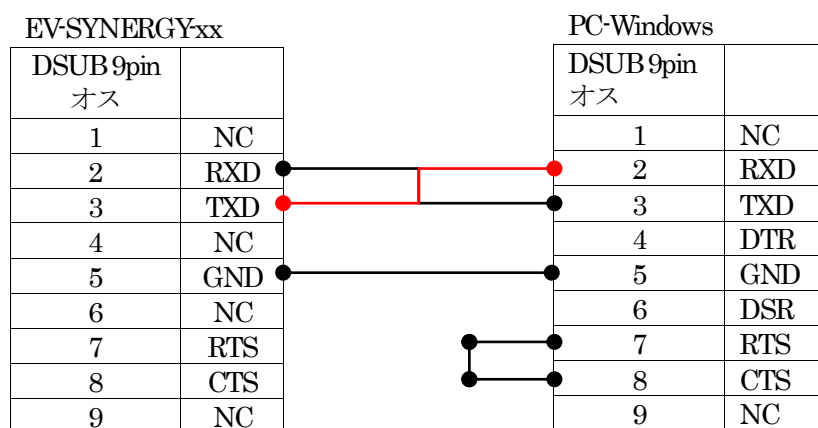 EV-SYNERGY-xx
DSUB 9pin
オス
1 NC
2 RXD
3 TXD
4 NC
5 GND
6 NC
7 RTS
8 CTS
9 NC
PC-Windows
DSUB 9pin
オス
1 NC
2 RXD
3 TXD
4 DTR
5 GND
6 DSR
7 RTS
8 CTS
9 NC